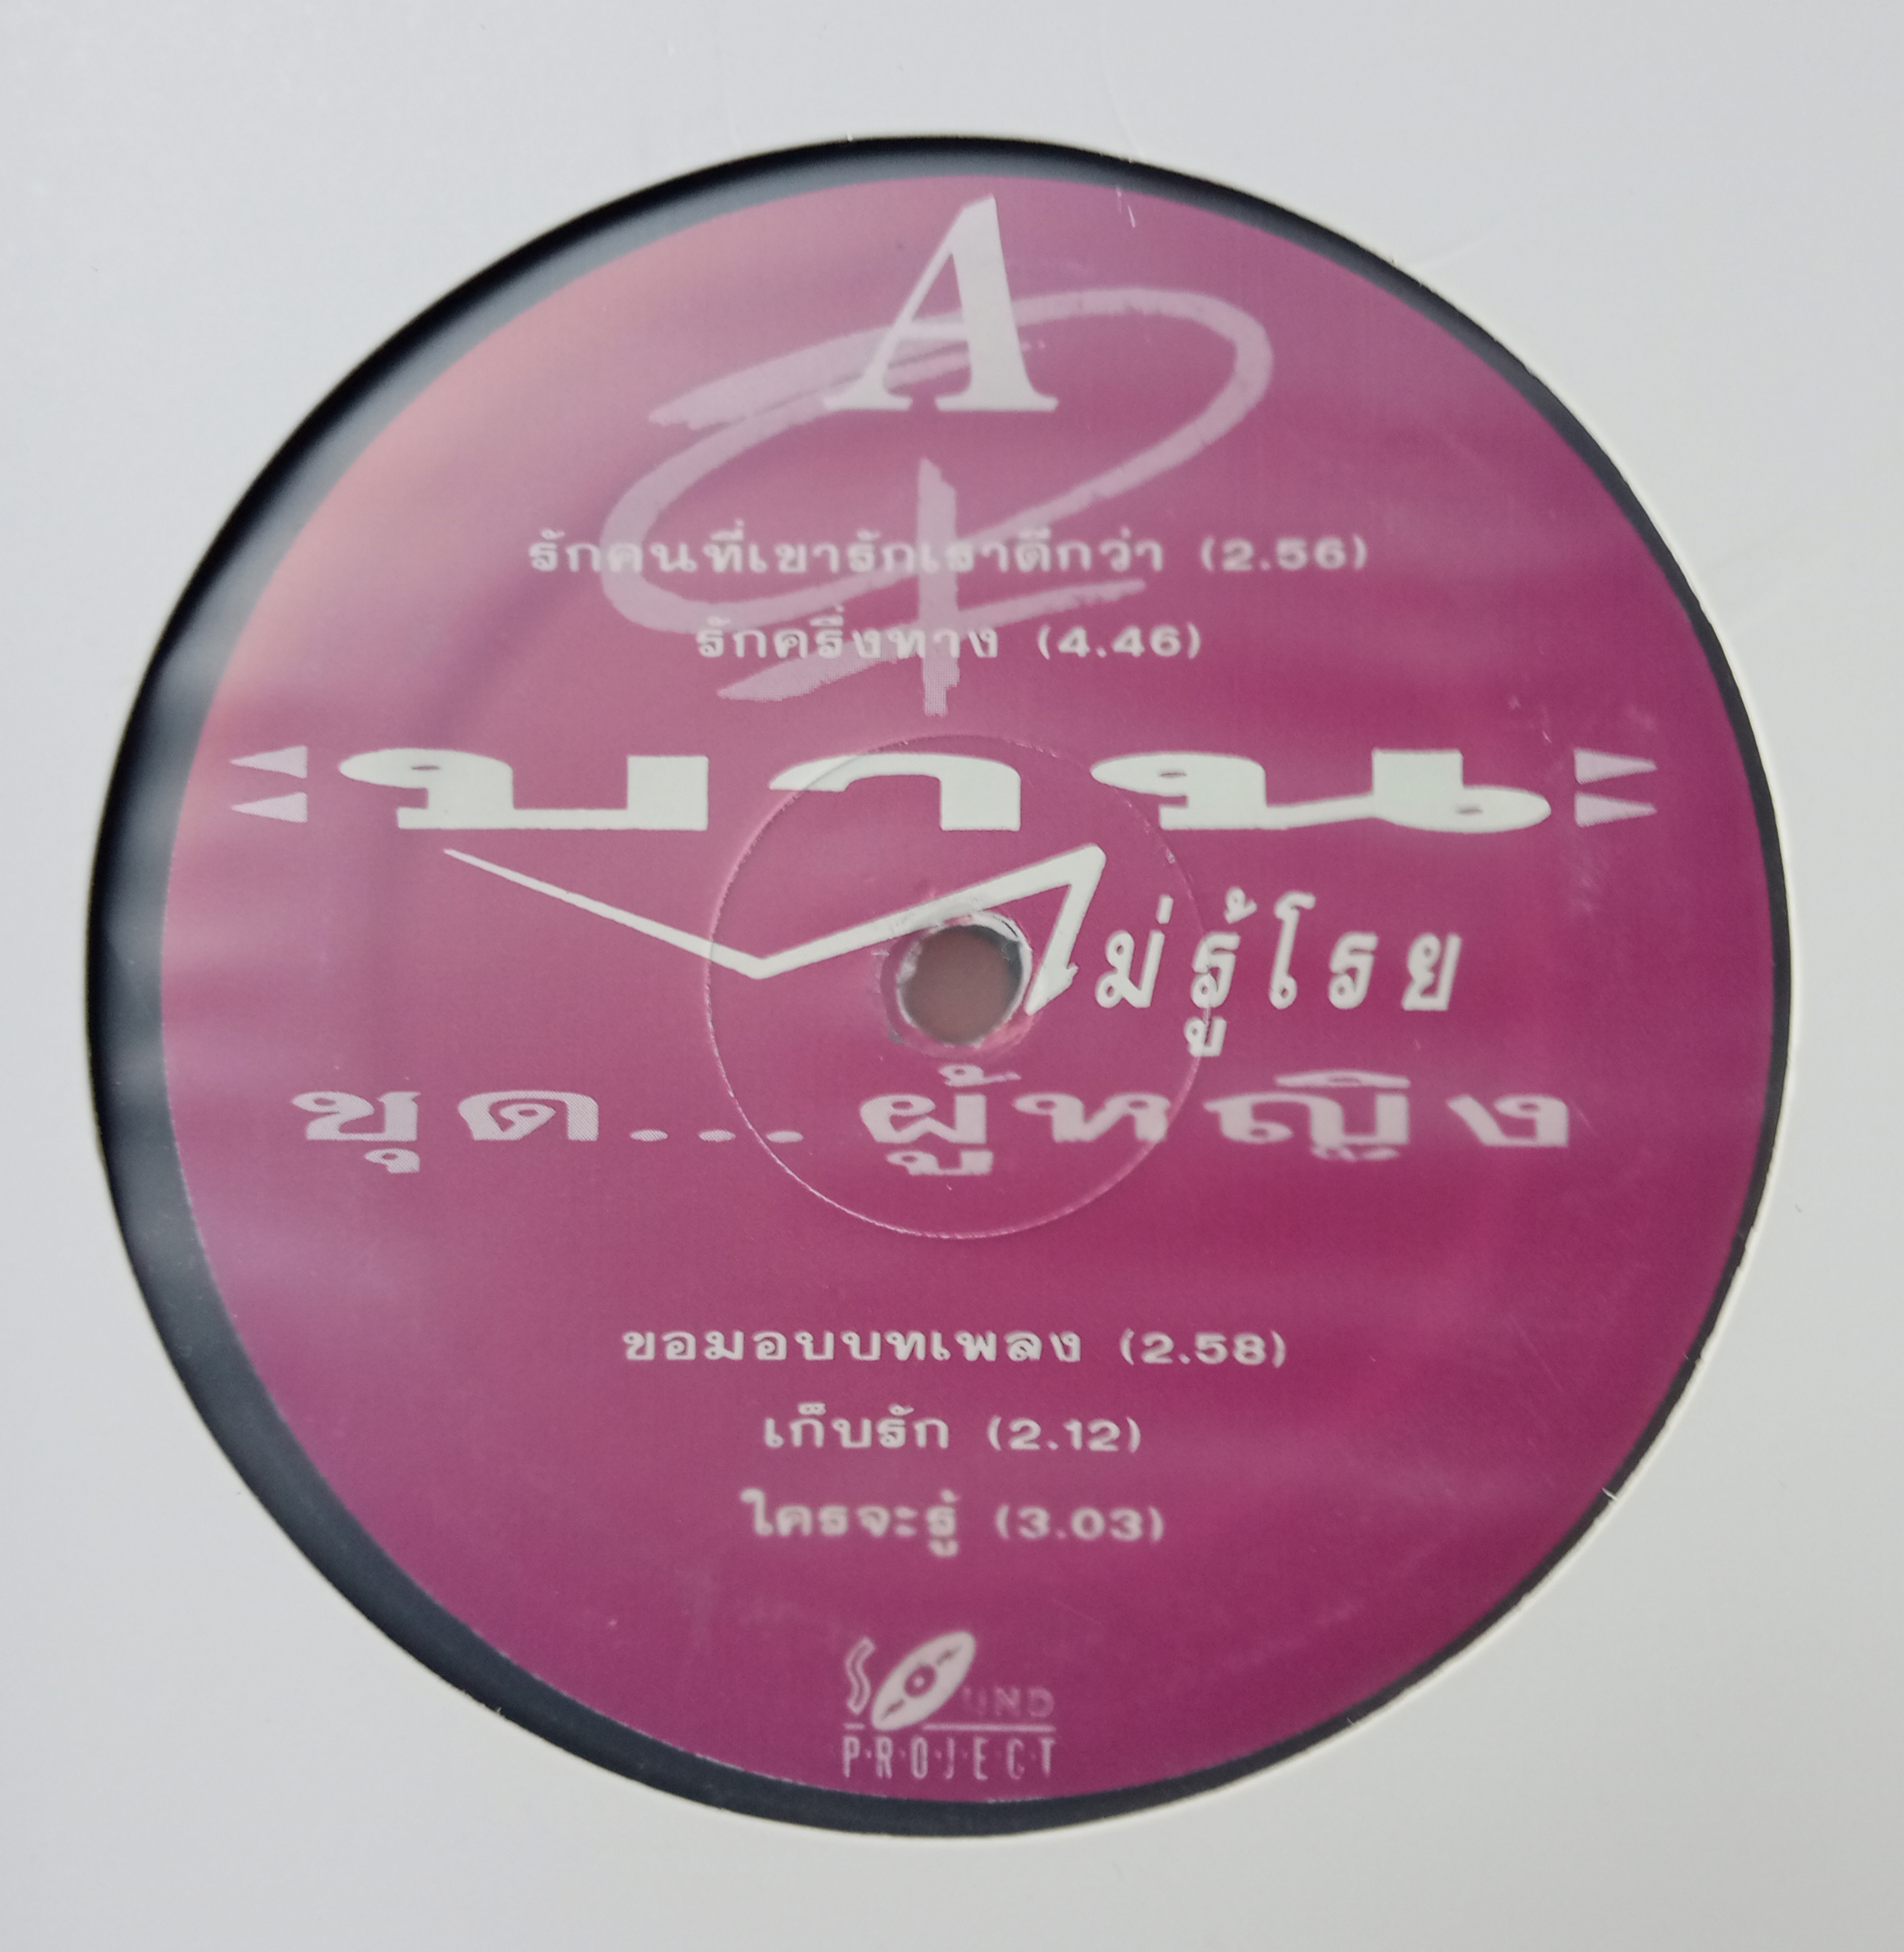 A
รักคนที่เขารักเราดีกว่า (2.56)
รักครึ่งทาง (4.46)
บาน
ไม่รู้โรย
ชุด... ผู้หญิง
ขอมอบบทเพลง (2.58)
เก็บรัก (2.12)
ใครจะรู้ (3.03)
SOUND
P·R·O·J·E·C·T